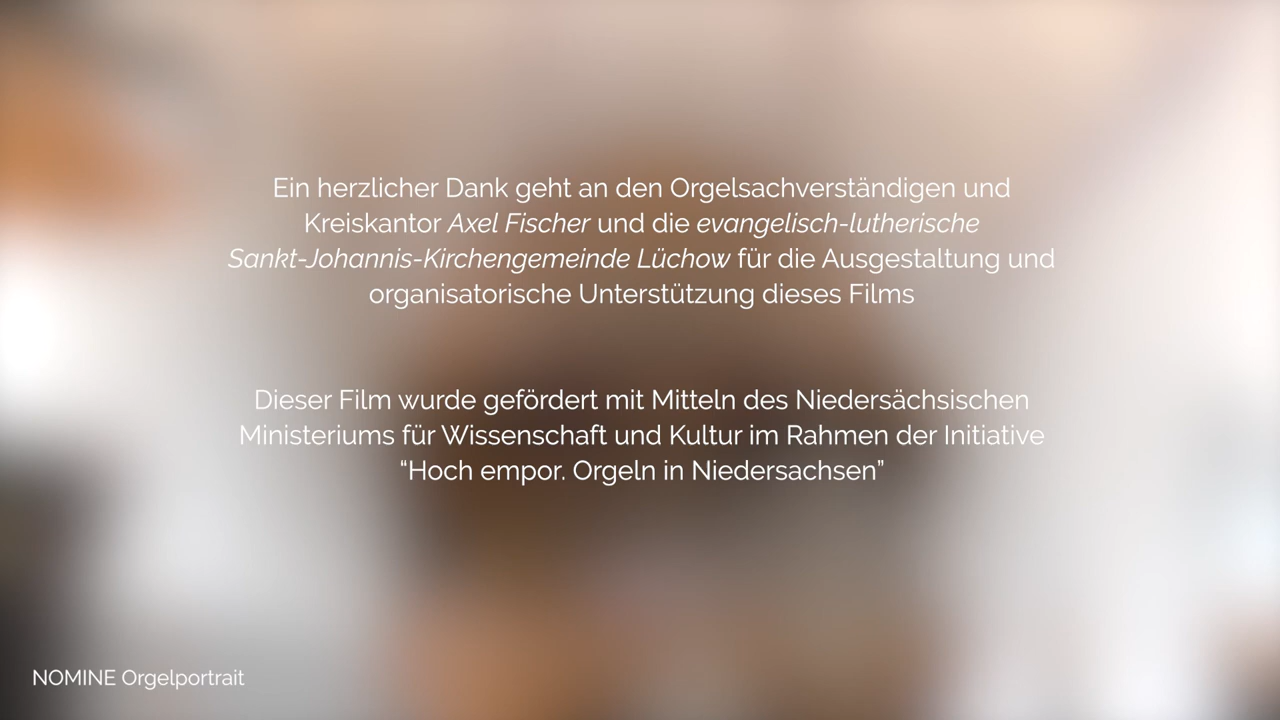 Ein herzlicher Dank geht an den Orgelsachverständigen und
Kreiskantor Axel Fischer und die evangelisch-lutherische
Sankt-Johannis-Kirchengemeinde Lüchow für die Ausgestaltung und
organisatorische Unterstützung dieses Films
Dieser Film wurde gefördert mit Mitteln des Niedersächsischen
Ministeriums für Wissenschaft und Kultur im Rahmen der Initiative
“Hoch empor. Orgeln in Niedersachsen”
NOMINE Orgelportrait